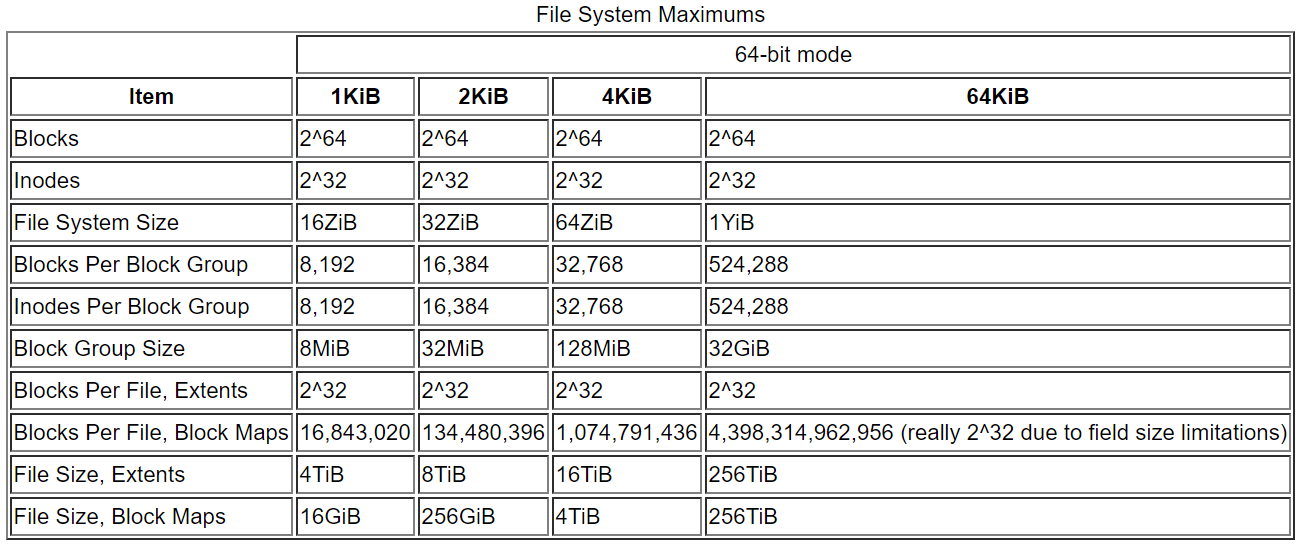 File System Maximums
64-bit mode
Item 1KiB 2KiB 4KiB 64KiB
Blocks 2^64 2^64 2^64 2^64
Inodes 2^32 2^32 2^32 2^32
File System Size 16ZiB 32ZiB 64ZiB 1YiB
Blocks Per Block Group 8,192 16,384 32,768 524,288
Inodes Per Block Group 8,192 16,384 32,768 524,288
Block Group Size 8MiB 32MiB 128MiB 32GiB
Blocks Per File, Extents 2^32 2^32 2^32 2^32
Blocks Per File, Block Maps 16,843,020 134,480,396 1,074,791,436 4,398,314,962,956 (really 2^32 due to field size limitations)
File Size, Extents 4TiB 8TiB 16TiB 256TiB
File Size, Block Maps 16GiB 256GiB 4TiB 256TiB